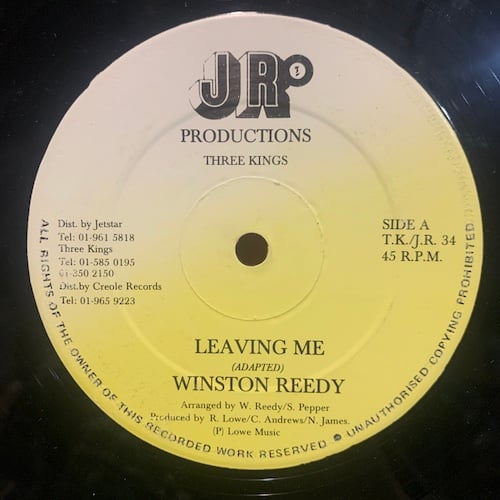 JR
PRODUCTIONS
THREE KINGS
Dist. by Jetstar
Tel: 01-961 5818
Three Kings
Tel: 01-585 0195
01-350 2150
Dist.by Creole Records
Tel: 01-965 9223
SIDE A
T.K./J.R. 34
45 R.P.M.
LEAVING ME
(ADAPTED)
WINSTON REEDY
Arranged by W. Reedy/S. Pepper
Produced by R. Lowe/C. Andrews/N. James.
(P) Lowe Music
ALL RIGHTS OF THE OWNER OF THIS RECORDED WORK RESERVED ● UNAUTHORISED COPYING PROHIBITED